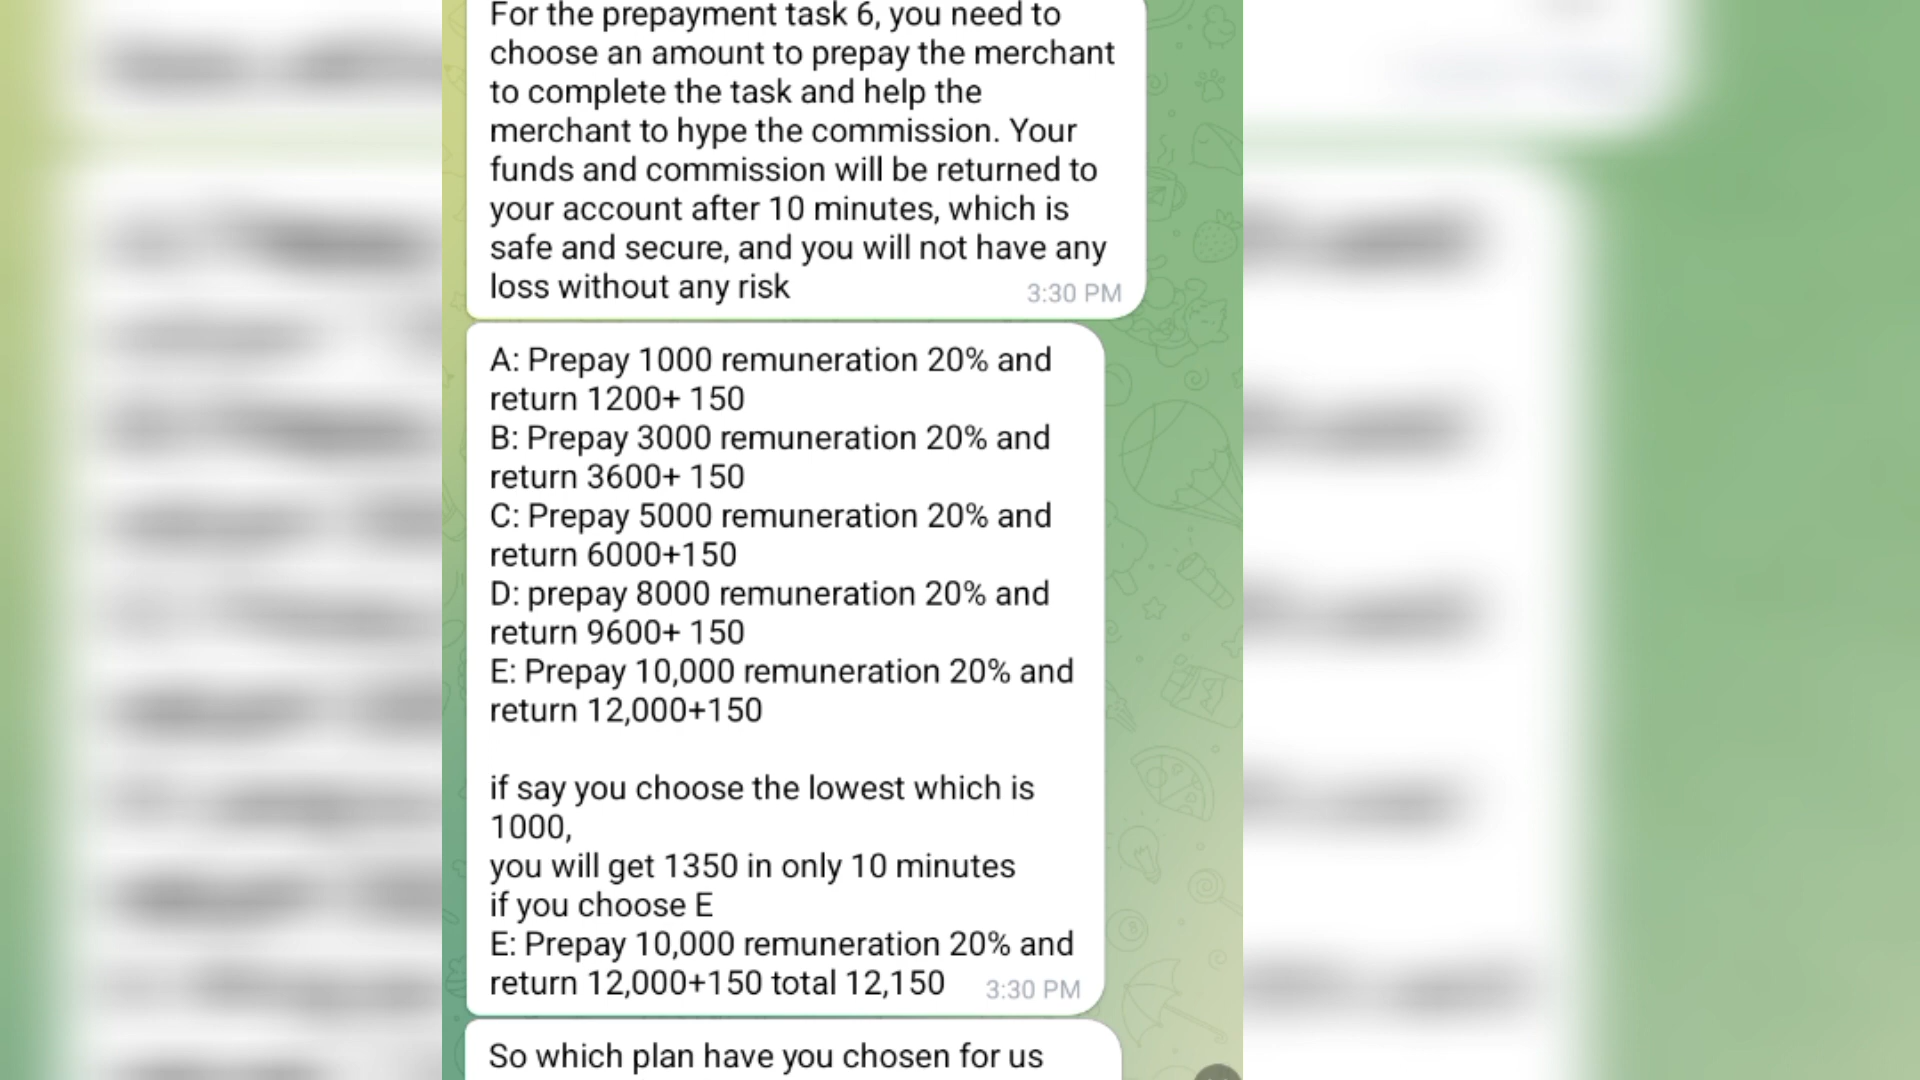 For the prepayment task 6, you need to
choose an amount to prepay the merchant
to complete the task and help the
merchant to hype the commission. Your
funds and commission will be returned to
your account after 10 minutes, which is
safe and secure, and you will not have any
loss without any risk
3:30 PM
A: Prepay 1000 remuneration 20% and
return 1200+ 150
B: Prepay 3000 remuneration 20% and
return 3600+ 150
C: Prepay 5000 remuneration 20% and
return 6000+150
D: prepay 8000 remuneration 20% and
return 9600+ 150
E: Prepay 10,000 remuneration 20% and
return 12,000+150
if say you choose the lowest which is
1000,
you will get 1350 in only 10 minutes
if you choose E
E: Prepay 10,000 remuneration 20% and
return 12,000+150 total 12,150
3:30 PM
So which plan have you chosen for us